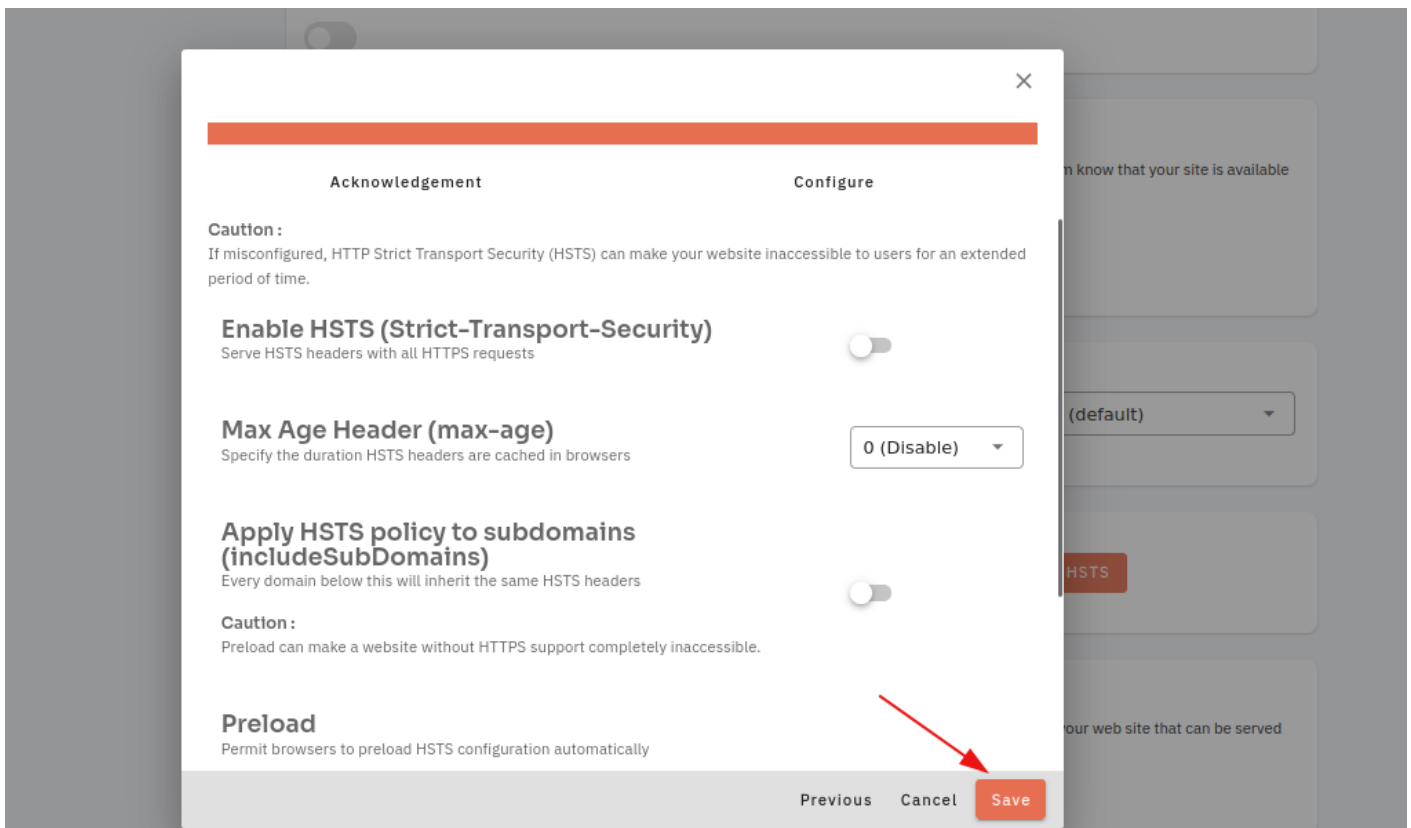 Acknowledgement
Configure
Caution :
If misconfigured, HTTP Strict Transport Security (HSTS) can make your website inaccessible to users for an extended
period of time.
Enable HSTS (Strict-Transport-Security)
Serve HSTS headers with all HTTPS requests
Max Age Header (max-age)
Specify the duration HSTS headers are cached in browsers
0 (Disable)
Apply HSTS policy to subdomains
(includeSubDomains)
Every domain below this will inherit the same HSTS headers
Caution :
Preload can make a website without HTTPS support completely inaccessible.
Preload
Permit browsers to preload HSTS configuration automatically
Previous
Cancel
Save
know that your site is available
(default)
HSTS
our web site that can be served